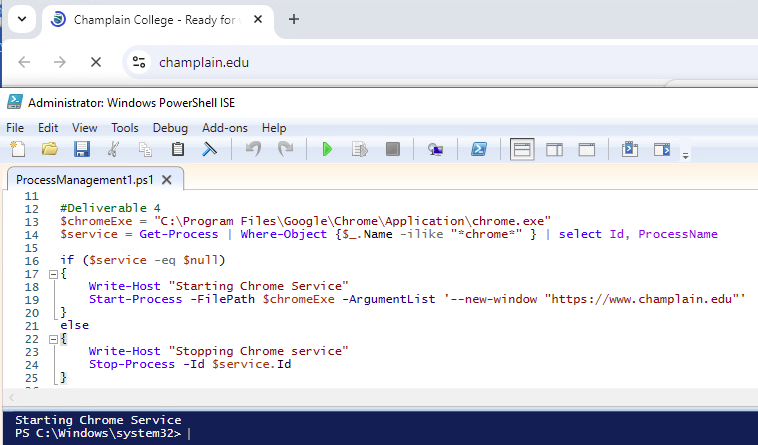 Champlain College - Ready for
champlain.edu
Administrator: Windows PowerShell ISE
File Edit View Tools Debug Add-ons Help
ProcessManagement1.ps1
11
12 #Deliverable 4
13 $chromeExe = "C:\Program Files\Google\Chrome\Application\chrome.exe"
14 $service = Get-Process | Where-Object {$_.Name -ilike "*chrome*" } | select Id, ProcessName
15
16 if ($service -eq $null)
17 {
18 Write-Host "Starting Chrome Service"
19 Start-Process -FilePath $chromeExe -ArgumentList '--new-window "https://www.champlain.edu"'
20 }
21 else
22 {
23 Write-Host "Stopping Chrome service"
24 Stop-Process -Id $service.Id
25 }
Starting Chrome Service
PS C:\Windows\system32>